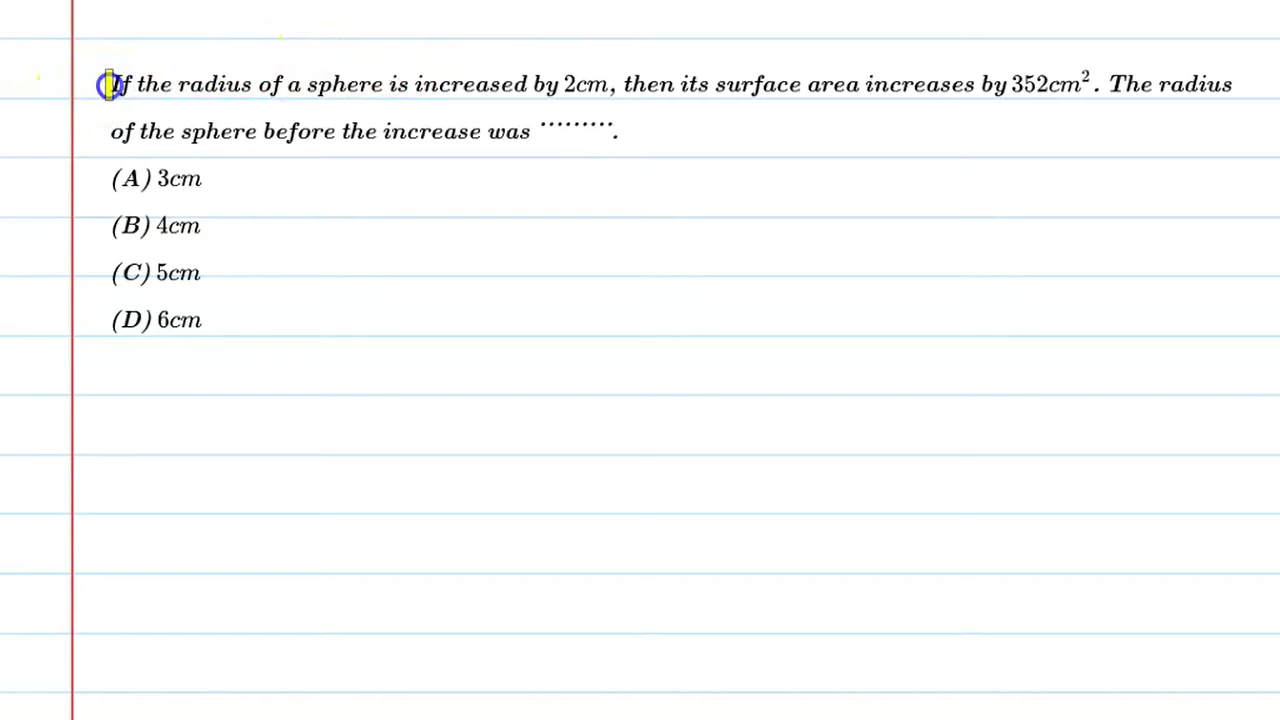 If the radius of a sphere is increased by 2cm, then its surface area increases by 352cm². The radius
of the sphere before the increase was ⋯⋯⋯.
(A) 3cm
(B) 4cm
(C) 5cm
(D) 6cm